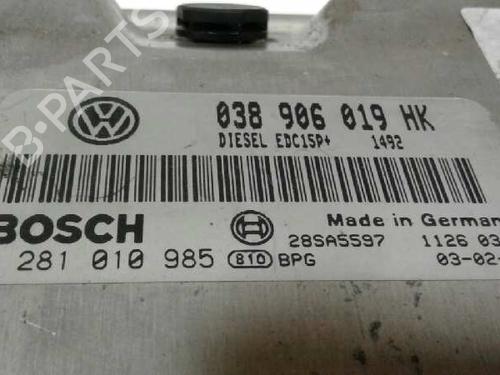 038 906 019 HK
DIESEL EDC15P+ 1492
BOSCH
Made in German
28SA5597 1126 03
281 010 985 810 BPG 03-02-
B-PARTS